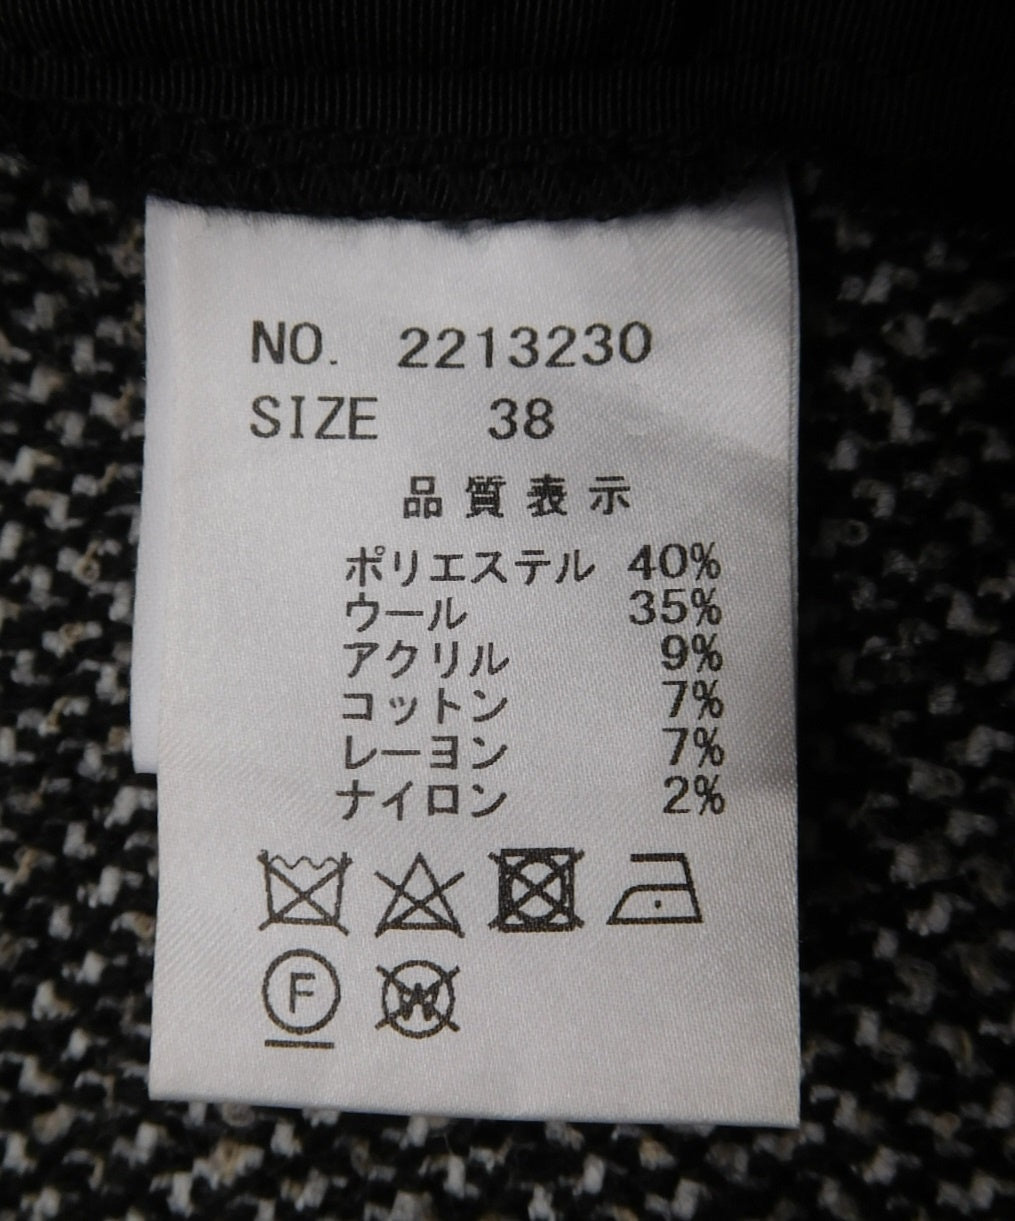 NO. 2213230
SIZE 38
品質表示
ポリエステル 40%
ウール 35%
アクリル 9%
コットン 7%
レーヨン 7%
ナイロン 2%
F W